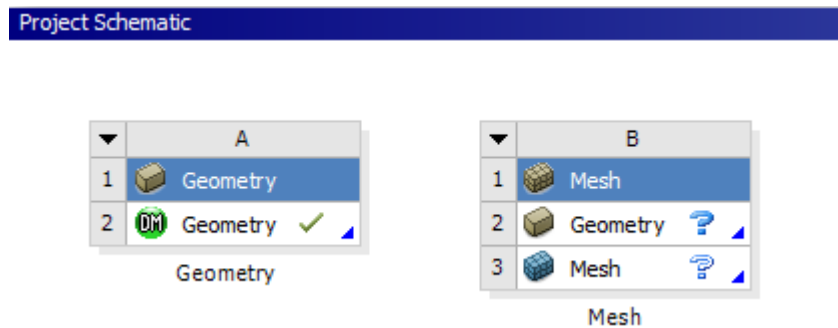 Project Schematic
A
1 Geometry
2 DM Geometry
Geometry
B
1 Mesh
2 Geometry ?
3 Mesh ?
Mesh